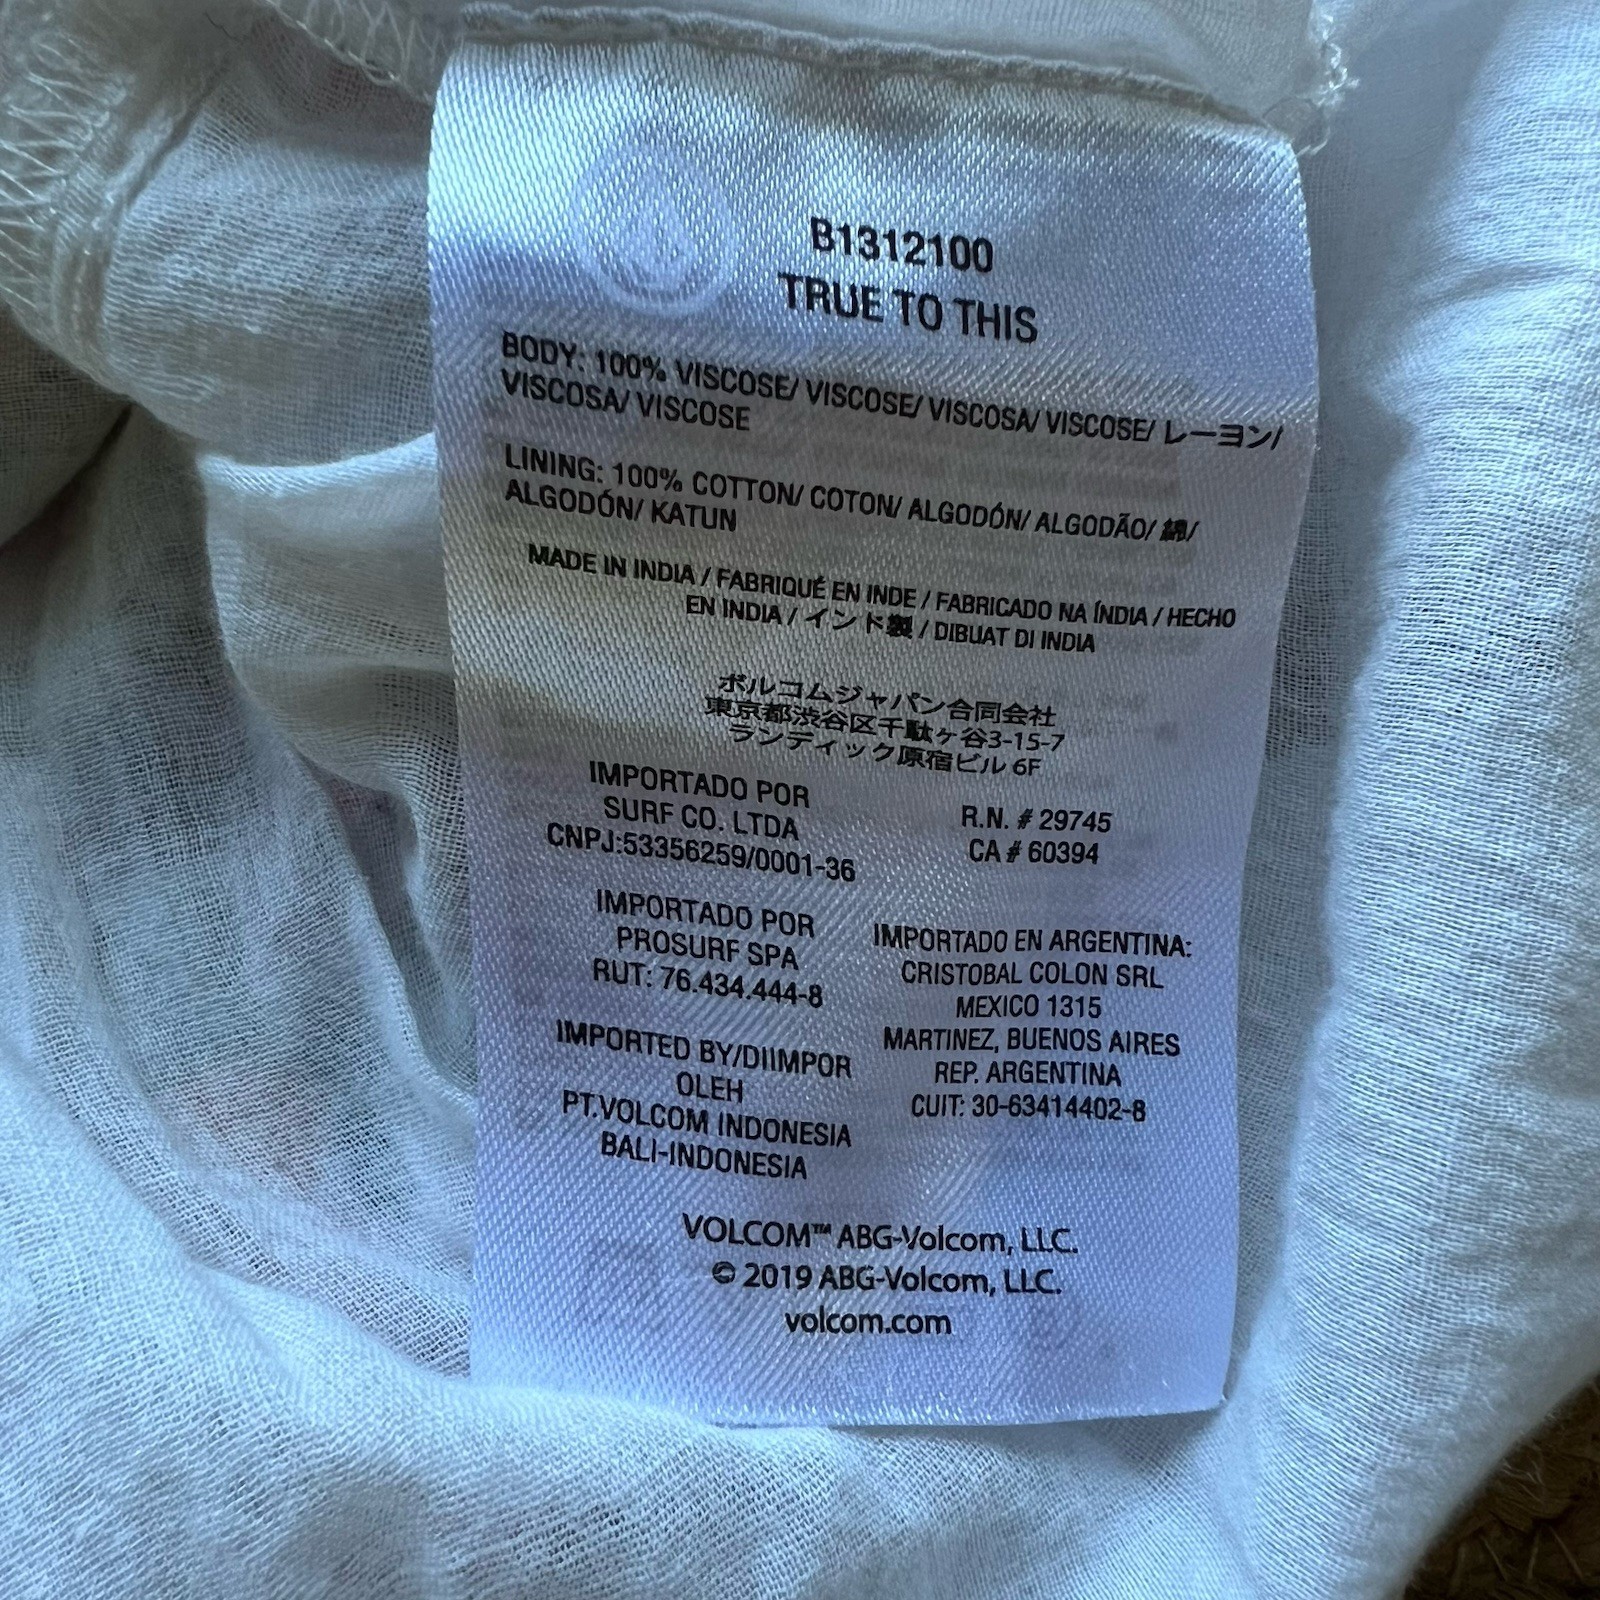 B1312100
TRUE TO THIS
BODY: 100% VISCOSE/ VISCOSE/ VISCOSA/ VISCOSE/ レーヨン/
VISCOSA/ VISCOSE
LINING: 100% COTTON/ COTON/ ALGODÓN/ ALGODÃO/ 綿/
ALGODÓN/ KATUN
MADE IN INDIA / FABRIQUÉ EN INDE / FABRICADO NA ÍNDIA / HECHO
EN INDIA / インド製 / DIBUAT DI INDIA
ボルコムジャパン合同会社
東京都渋谷区千駄ヶ谷3-15-7
ランディック原宿ビル 6F
IMPORTADO POR
SURF CO. LTDA
CNPJ:53356259/0001-36
R.N. # 29745
CA # 60394
IMPORTADO POR
PROSURF SPA
RUT: 76.434.444-8
IMPORTED BY/DIIMPOR
OLEH
PT.VOLCOM INDONESIA
BALI-INDONESIA
IMPORTADO EN ARGENTINA:
CRISTOBAL COLON SRL
MEXICO 1315
MARTINEZ, BUENOS AIRES
REP. ARGENTINA
CUIT: 30-63414402-8
VOLCOM™ ABG-Volcom, LLC.
© 2019 ABG-Volcom, LLC.
volcom.com